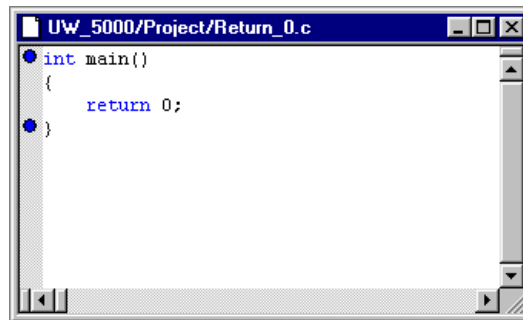 UW_5000/Project/Return_0.c
int main()
{
    return 0;
}